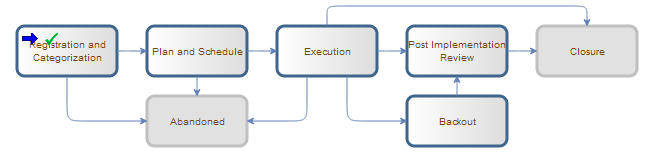 Registration and
Categorization
Plan and Schedule
Execution
Post Implementation
Review
Closure
Abandoned
Backout